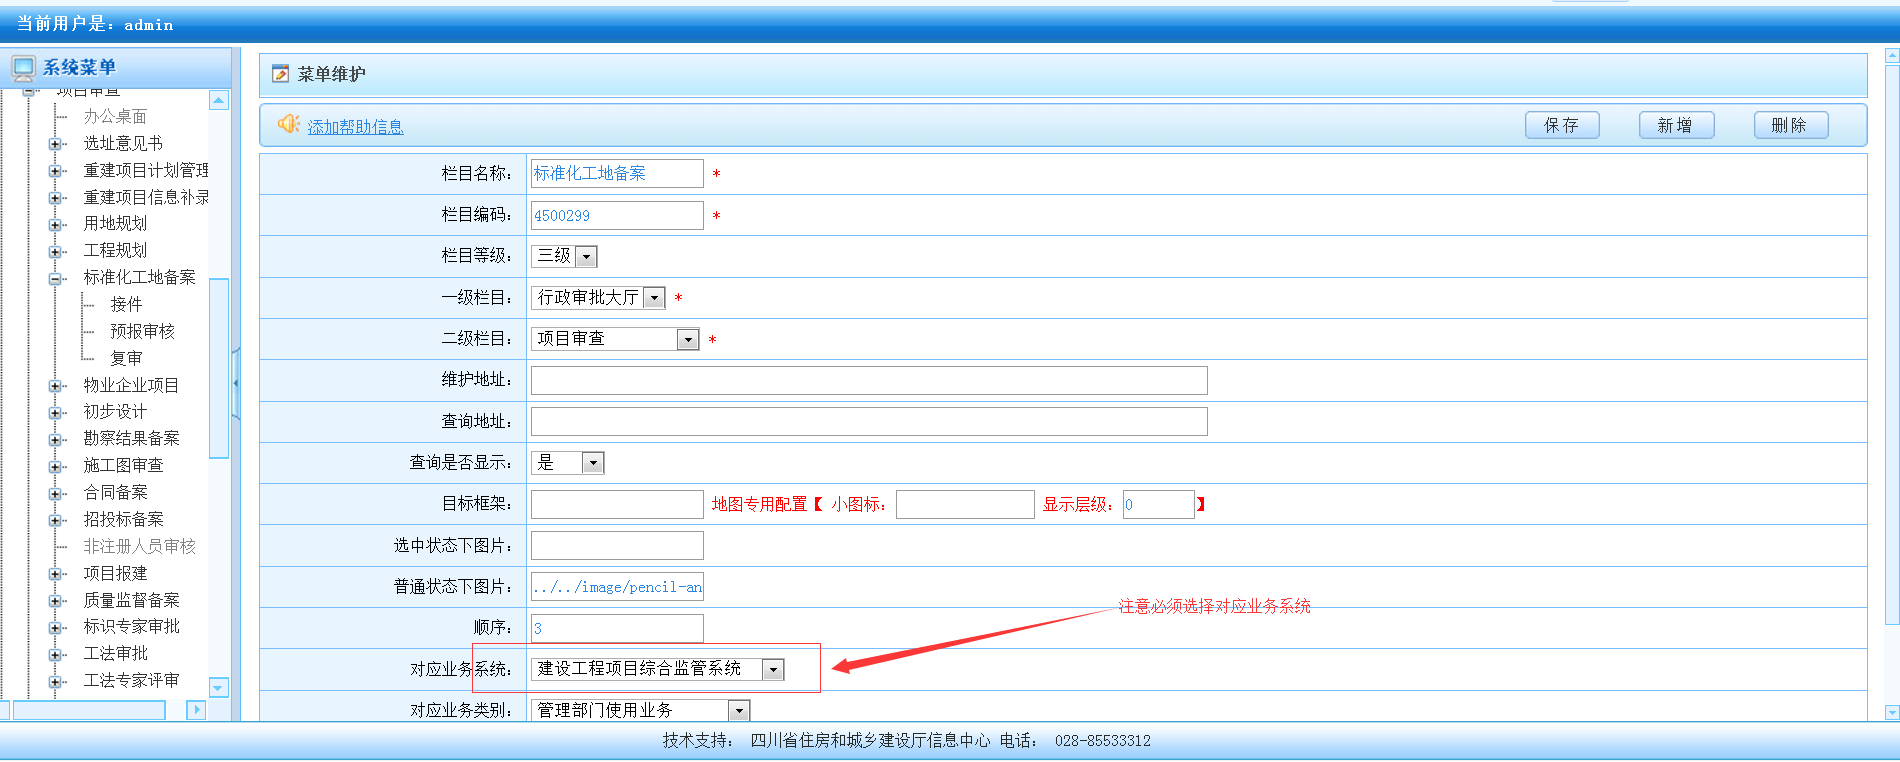 当前用户是：admin
系统菜单
项目审查
办公桌面
选址意见书
重建项目计划管理
重建项目信息补录
用地规划
工程规划
标准化工地备案
接件
预报审核
复审
物业企业项目
初步设计
勘察结果备案
施工图审查
合同备案
招投标备案
非注册人员审核
项目报建
质量监督备案
标识专家审批
工法审批
工法专家评审
菜单维护
添加帮助信息 保存 新增 删除
栏目名称： 标准化工地备案 *
栏目编码： 4500299 *
栏目等级： 三级
一级栏目： 行政审批大厅 *
二级栏目： 项目审查 *
维护地址：
查询地址：
查询是否显示： 是
目标框架： 地图专用配置【 小图标： 显示层级： 0 】
选中状态下图片：
普通状态下图片： ../../image/pencil-an
注意必须选择对应业务系统
顺序： 3
对应业务系统： 建设工程项目综合监管系统
对应业务类别： 管理部门使用业务
技术支持： 四川省住房和城乡建设厅信息中心 电话： 028-85533312